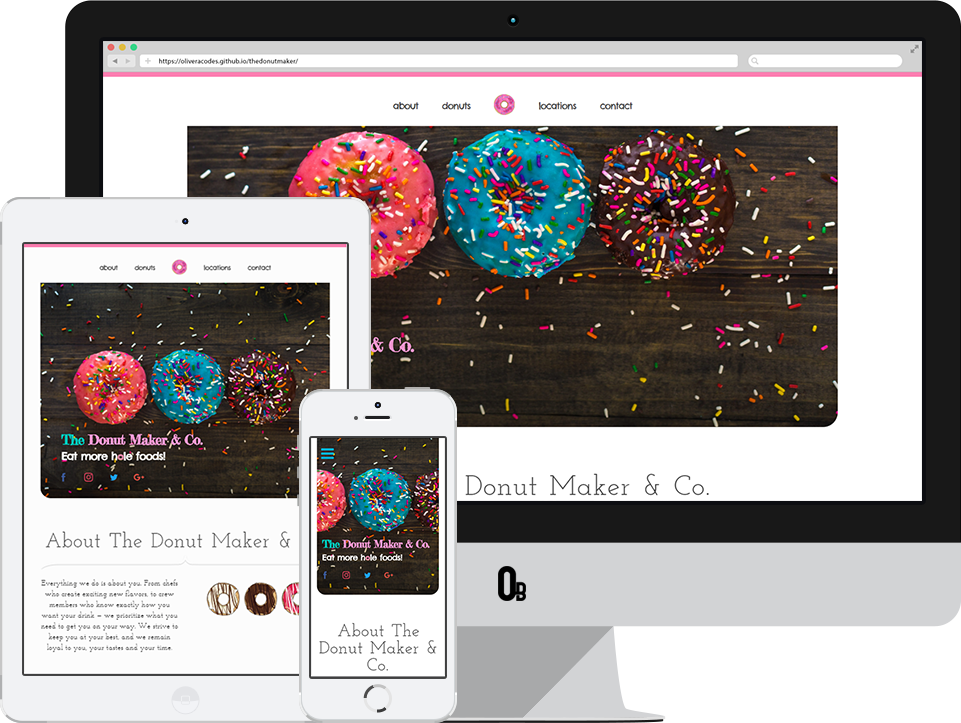 https://oliveracodes.github.io/thedonutmaker/
about donuts locations contact
& Co.
Donut Maker & Co.
OB
about donuts locations contact
The Donut Maker & Co.
Eat more hole foods!
f G+
About The Donut Maker &
Everything we do is about you. From chefs
who create exciting new flavors, to crew
members who know exactly how you
want your drink – we prioritize what you
need to get you on your way. We strive to
keep you at your best, and we remain
loyal to you, your tastes and your time.
The Donut Maker & Co.
Eat more hole foods!
f G+
About The
Donut Maker &
Co.